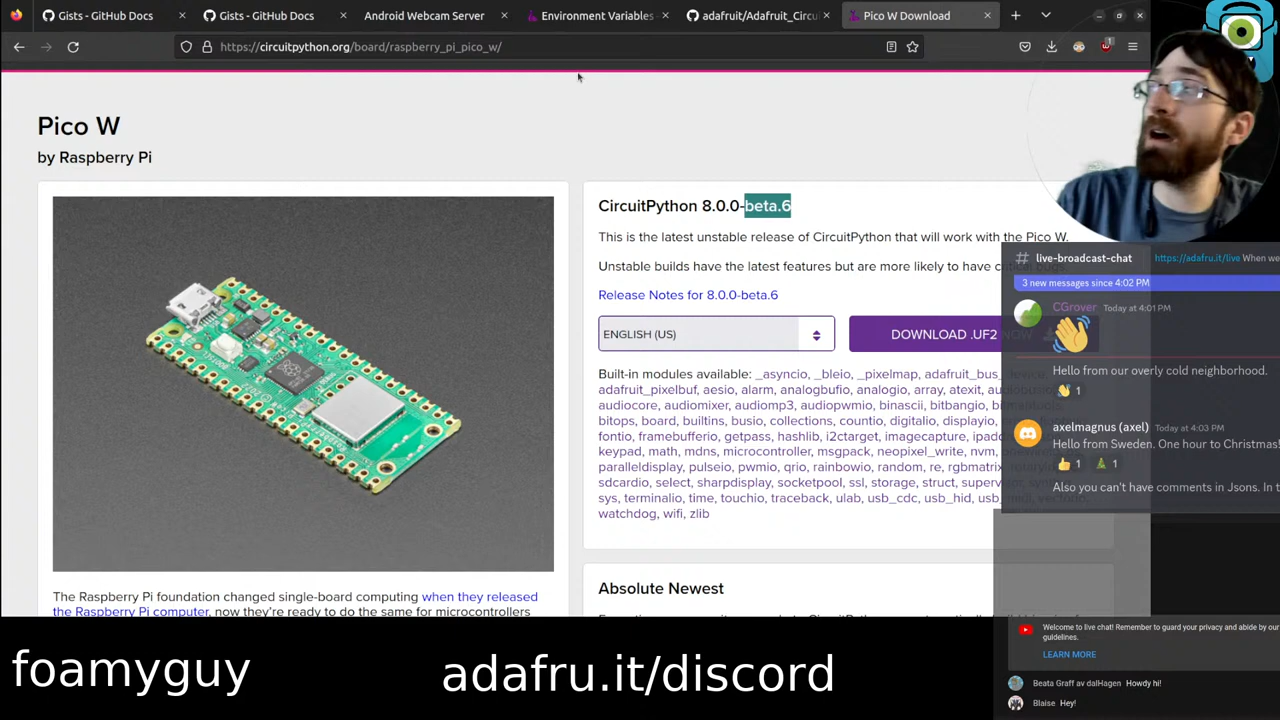 Gists - GitHub Docs
Gists - GitHub Docs
Android Webcam Server
Environment Variables
adafruit/Adafruit_Circu
Pico W Download
https://circuitpython.org/board/raspberry_pi_pico_w/
Pico W
by Raspberry Pi
CircuitPython 8.0.0-beta.6
This is the latest unstable release of CircuitPython that will work with the Pico W.
Unstable builds have the latest features but are more likely to have critical bugs.
Release Notes for 8.0.0-beta.6
ENGLISH (US)
DOWNLOAD .UF2 NOW
Built-in modules available: _asyncio, _bleio, _pixelmap, adafruit_bus_device,
adafruit_pixelbuf, aesio, alarm, analogbufio, analogio, array, atexit,
audiocore, audiomixer, audiomp3, audiopwmio, binascii, bitbangio,
bitops, board, builtins, busio, collections, countio, digitalio, displayio,
fontio, framebufferio, getpass, hashlib, i2ctarget, imagecapture,
keypad, math, mdns, microcontroller, msgpack, neopixel_write, nvm,
paralleldisplay, pulseio, pwmio, qrio, rainbowio, random, re, rgbmatrix,
sdcardio, select, sharpdisplay, socketpool, ssl, storage, struct,
sys, terminalio, time, touchio, traceback, ulab, usb_cdc, usb_hid,
watchdog, wifi, zlib
The Raspberry Pi foundation changed single-board computing when they released
the Raspberry Pi computer, now they're ready to do the same for microcontrollers
Absolute Newest
# live-broadcast-chat
https://adafru.it/live When we
3 new messages since 4:02 PM
CGrover Today at 4:01 PM
Hello from our overly cold neighborhood.
1
axelmagnus (axel) Today at 4:03 PM
Hello from Sweden. One hour to Christmas!
1
1
Also you can't have comments in Jsons. In t
Welcome to live chat! Remember to guard your privacy and abide by our
guidelines.
LEARN MORE
Beata Graff av dalHagen Howdy hi!
Blaise Hey!
foamyguy
adafru.it/discord